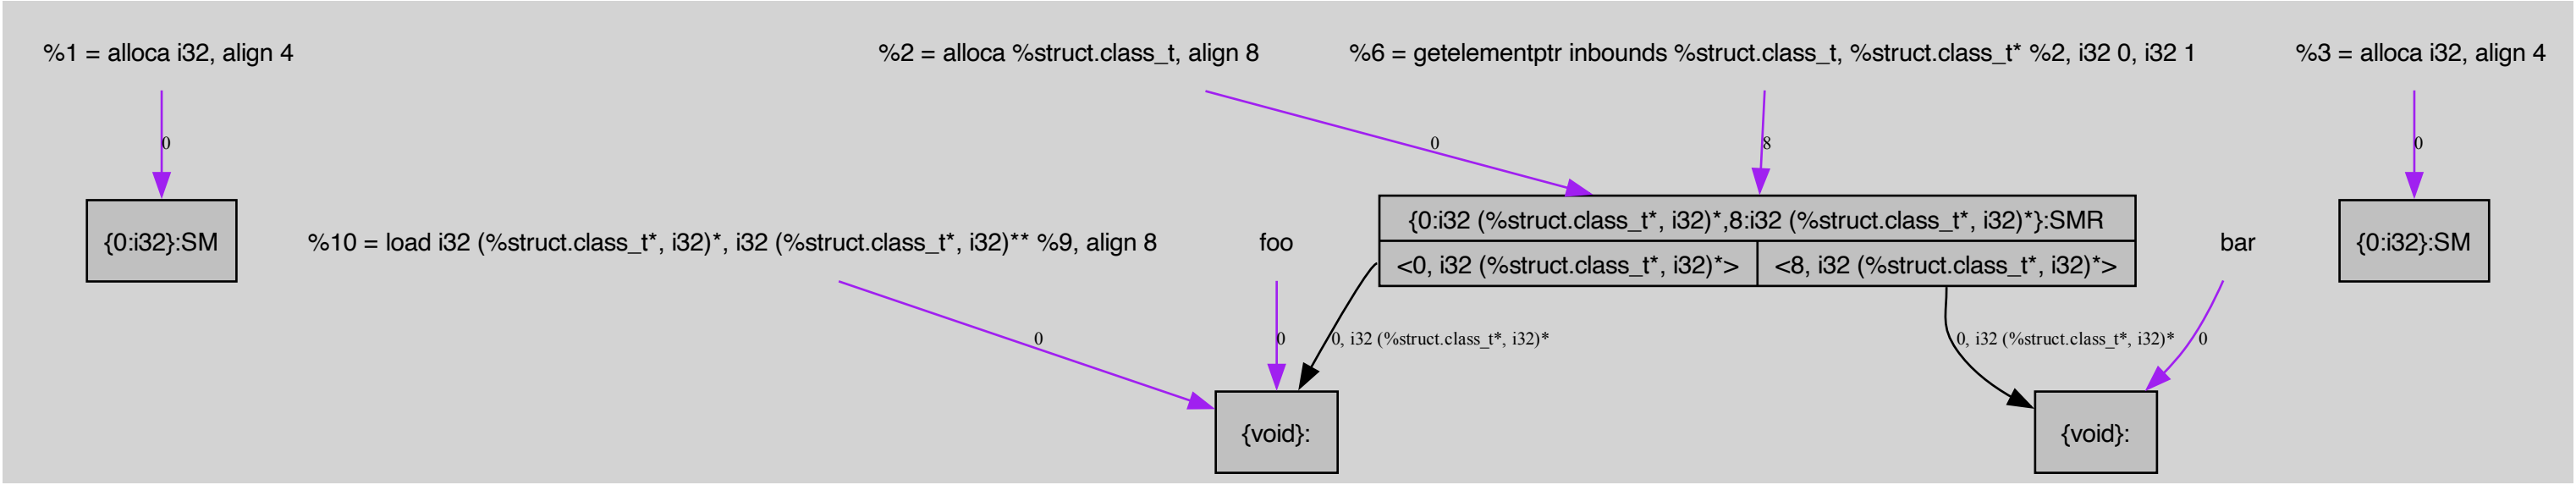 %1 = alloca i32, align 4
%2 = alloca %struct.class_t, align 8
%6 = getelementptr inbounds %struct.class_t, %struct.class_t* %2, i32 0, i32 1
%3 = alloca i32, align 4
0
0
8
0
{0:i32}:SM
%10 = load i32 (%struct.class_t*, i32)*, i32 (%struct.class_t*, i32)** %9, align 8
foo
{0:i32 (%struct.class_t*, i32)*,8:i32 (%struct.class_t*, i32)*}:SMR
<0, i32 (%struct.class_t*, i32)*>
<8, i32 (%struct.class_t*, i32)*>
bar
{0:i32}:SM
0
0
0, i32 (%struct.class_t*, i32)*
0, i32 (%struct.class_t*, i32)*
0
{void}:
{void}: